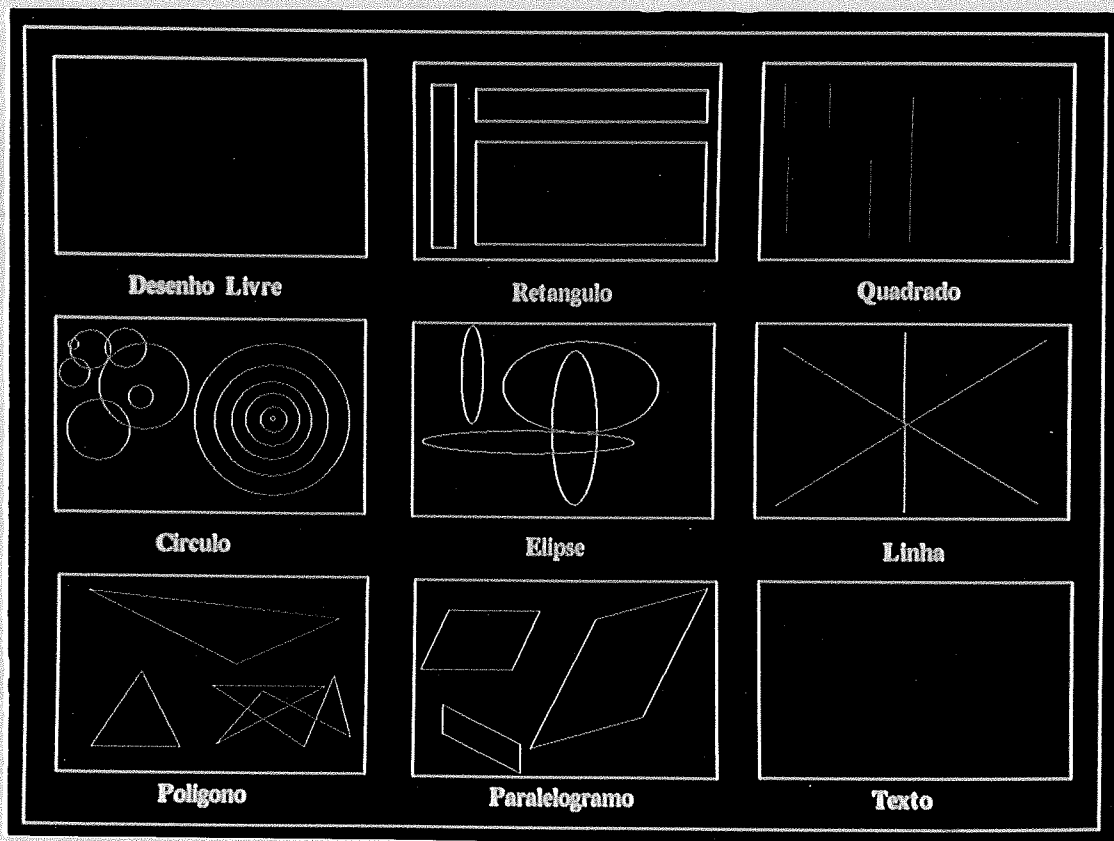 Desenho Livre
Retangulo
Quadrado
Circulo
Elipse
Linha
Poligono
Paralelogramo
Texto